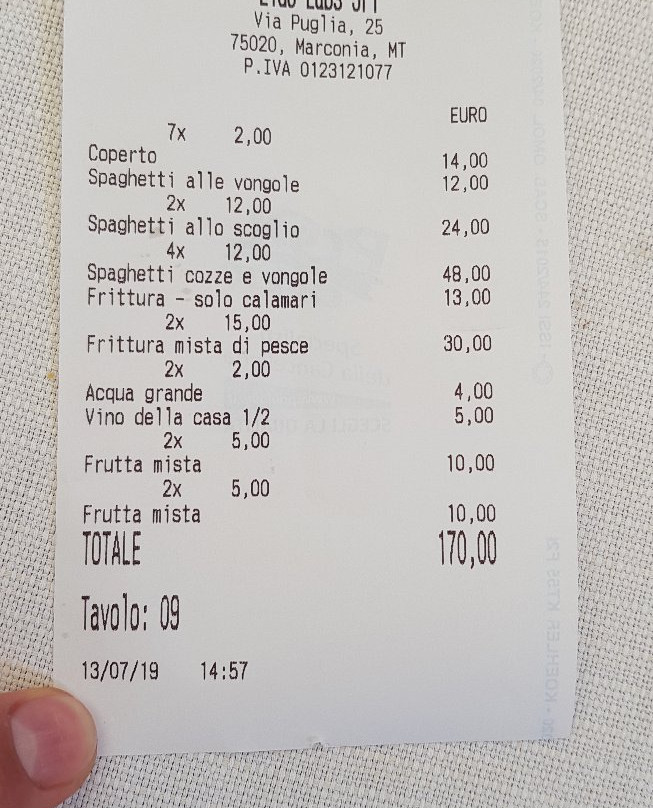 Via Puglia, 25
75020, Marconia, MT
P.IVA 0123121077
EURO
7x 2,00
Coperto 14,00
Spaghetti alle vongole 12,00
2x 12,00
Spaghetti allo scoglio 24,00
4x 12,00
Spaghetti cozze e vongole 48,00
Frittura - solo calamari 13,00
2x 15,00
Frittura mista di pesce 30,00
2x 2,00
Acqua grande 4,00
Vino della casa 1/2 5,00
2x 5,00
Frutta mista 10,00
2x 5,00
Frutta mista 10,00
TOTALE 170,00
Tavolo: 09
13/07/19 14:57